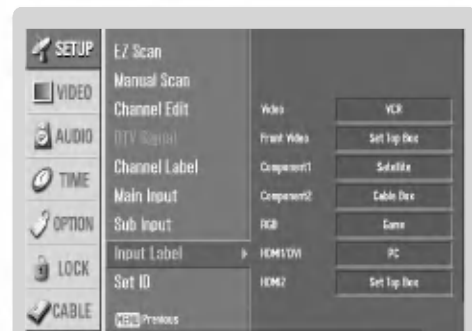 SETUP
VIDEO
AUDIO
TIME
OPTION
LOCK
CABLE
EZ Scan
Manual Scan
Channel Edit
DTV Signal
Channel Label
Main Input
Sub Input
Input Label
Set ID
MENU Previous
Video VCR
Front Video Set Top Box
Component1 Satellite
Component2 Cable Box
RGB Game
HDMI1/DVI PC
HDMI2 Set Top Box